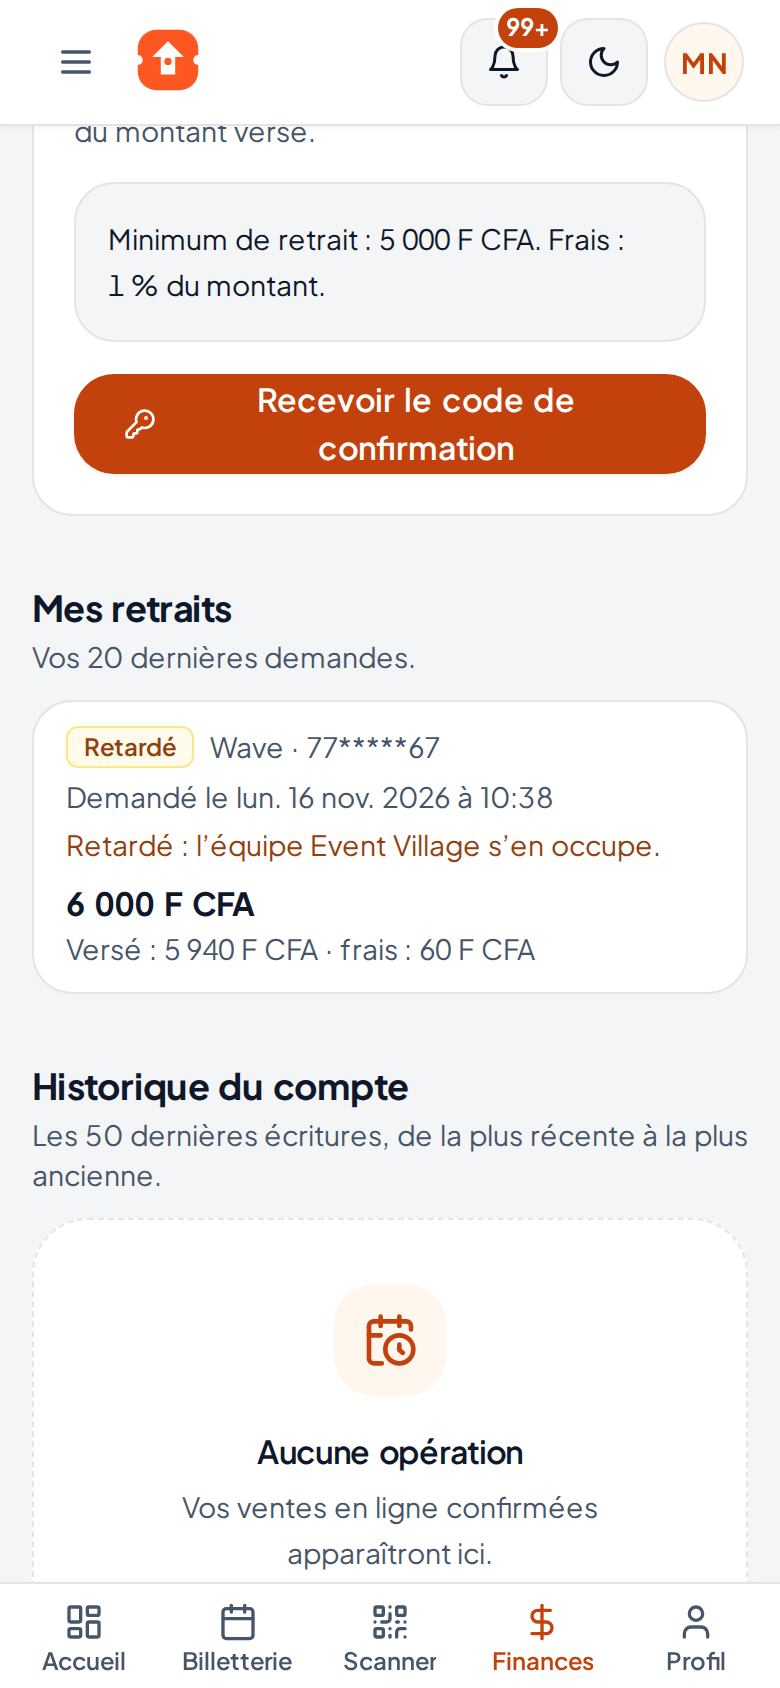 99+
MN
du montant versé.
Minimum de retrait : 5 000 F CFA. Frais :
1 % du montant.
Recevoir le code de
confirmation
Mes retraits
Vos 20 dernières demandes.
Retardé Wave · 77*****67
Demandé le lun. 16 nov. 2026 à 10:38
Retardé : l’équipe Event Village s’en occupe.
6 000 F CFA
Versé : 5 940 F CFA · frais : 60 F CFA
Historique du compte
Les 50 dernières écritures, de la plus récente à la plus
ancienne.
Aucune opération
Vos ventes en ligne confirmées
apparaîtront ici.
Accueil Billetterie Scanner Finances Profil